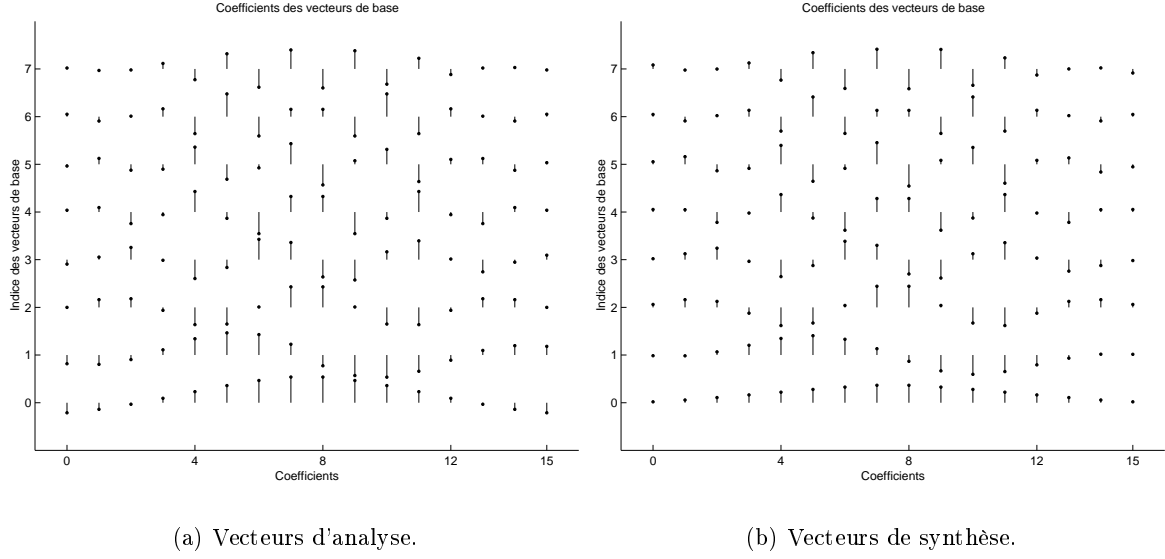 Coefficients des vecteurs de base
Indice des vecteurs de base
7
6
5
4
3
2
1
0
0 4 8 12 15
Coefficients
(a) Vecteurs d'analyse.
Coefficients des vecteurs de base
Indice des vecteurs de base
7
6
5
4
3
2
1
0
0 4 8 12 15
Coefficients
(b) Vecteurs de synthèse.